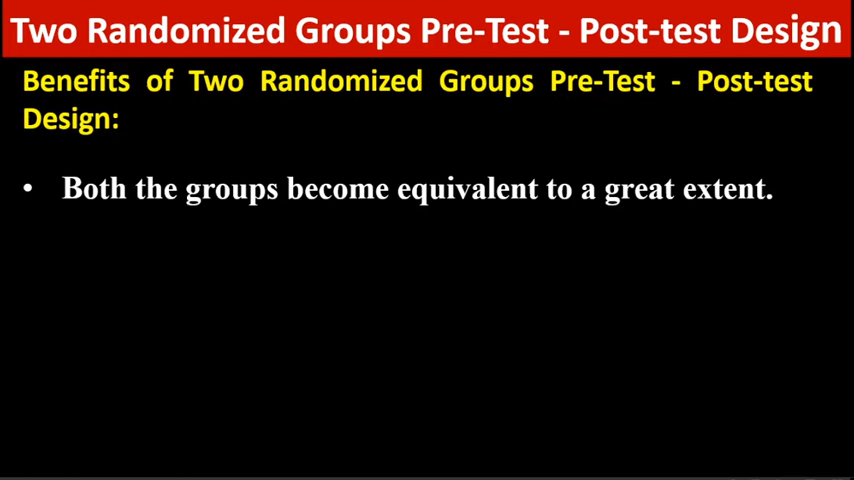 Two Randomized Groups Pre-Test - Post-test Design
Benefits of Two Randomized Groups Pre-Test - Post-test
Design:
• Both the groups become equivalent to a great extent.